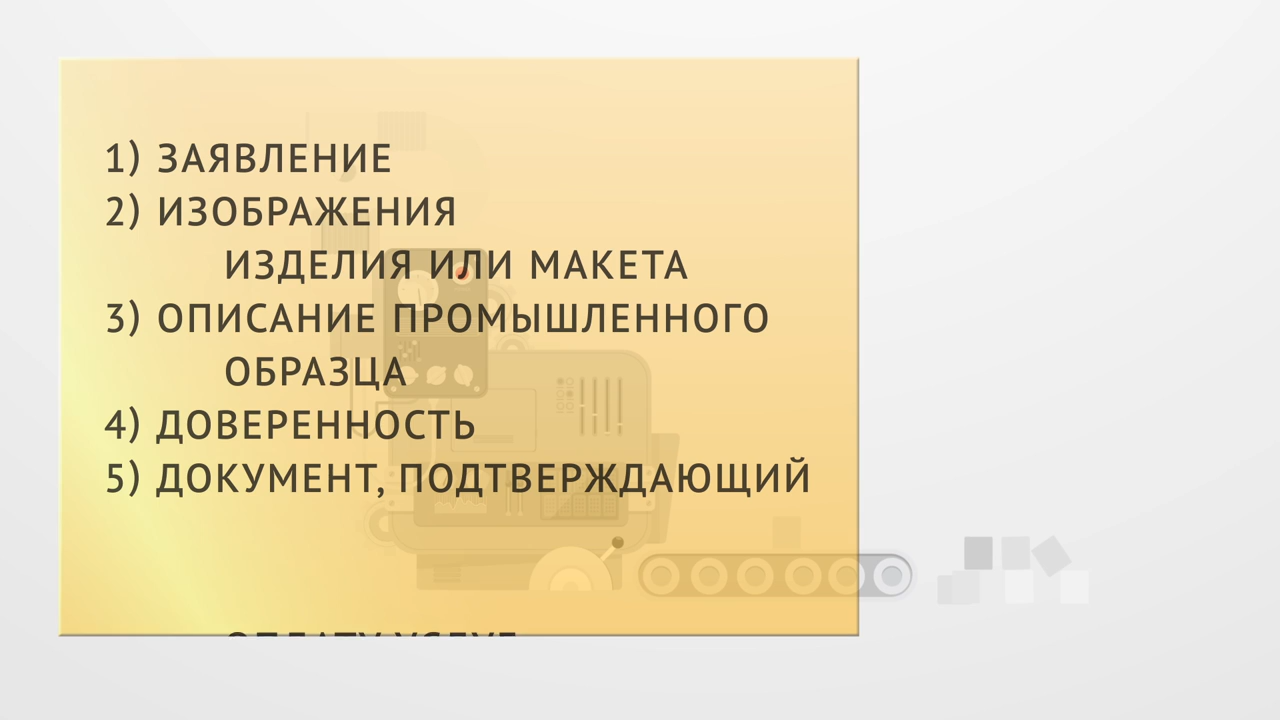 1) ЗАЯВЛЕНИЕ
2) ИЗОБРАЖЕНИЯ
ИЗДЕЛИЯ ИЛИ МАКЕТА
3) ОПИСАНИЕ ПРОМЫШЛЕННОГО
ОБРАЗЦА
4) ДОВЕРЕННОСТЬ
5) ДОКУМЕНТ, ПОДТВЕРЖДАЮЩИЙ